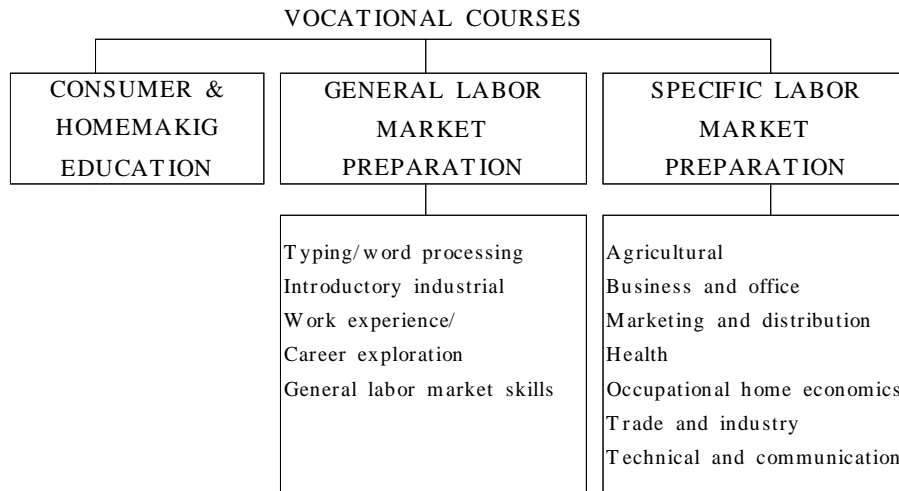 VOCATIONAL COURSES
CONSUMER &
HOMEMAKIG
EDUCATION
GENERAL LABOR
MARKET
PREPARATION
SPECIFIC LABOR
MARKET
PREPARATION
Typing/word processing
Introductory industrial
Work experience/
Career exploration
General labor market skills
Agricultural
Business and office
Marketing and distribution
Health
Occupational home economics
Trade and industry
Technical and communication